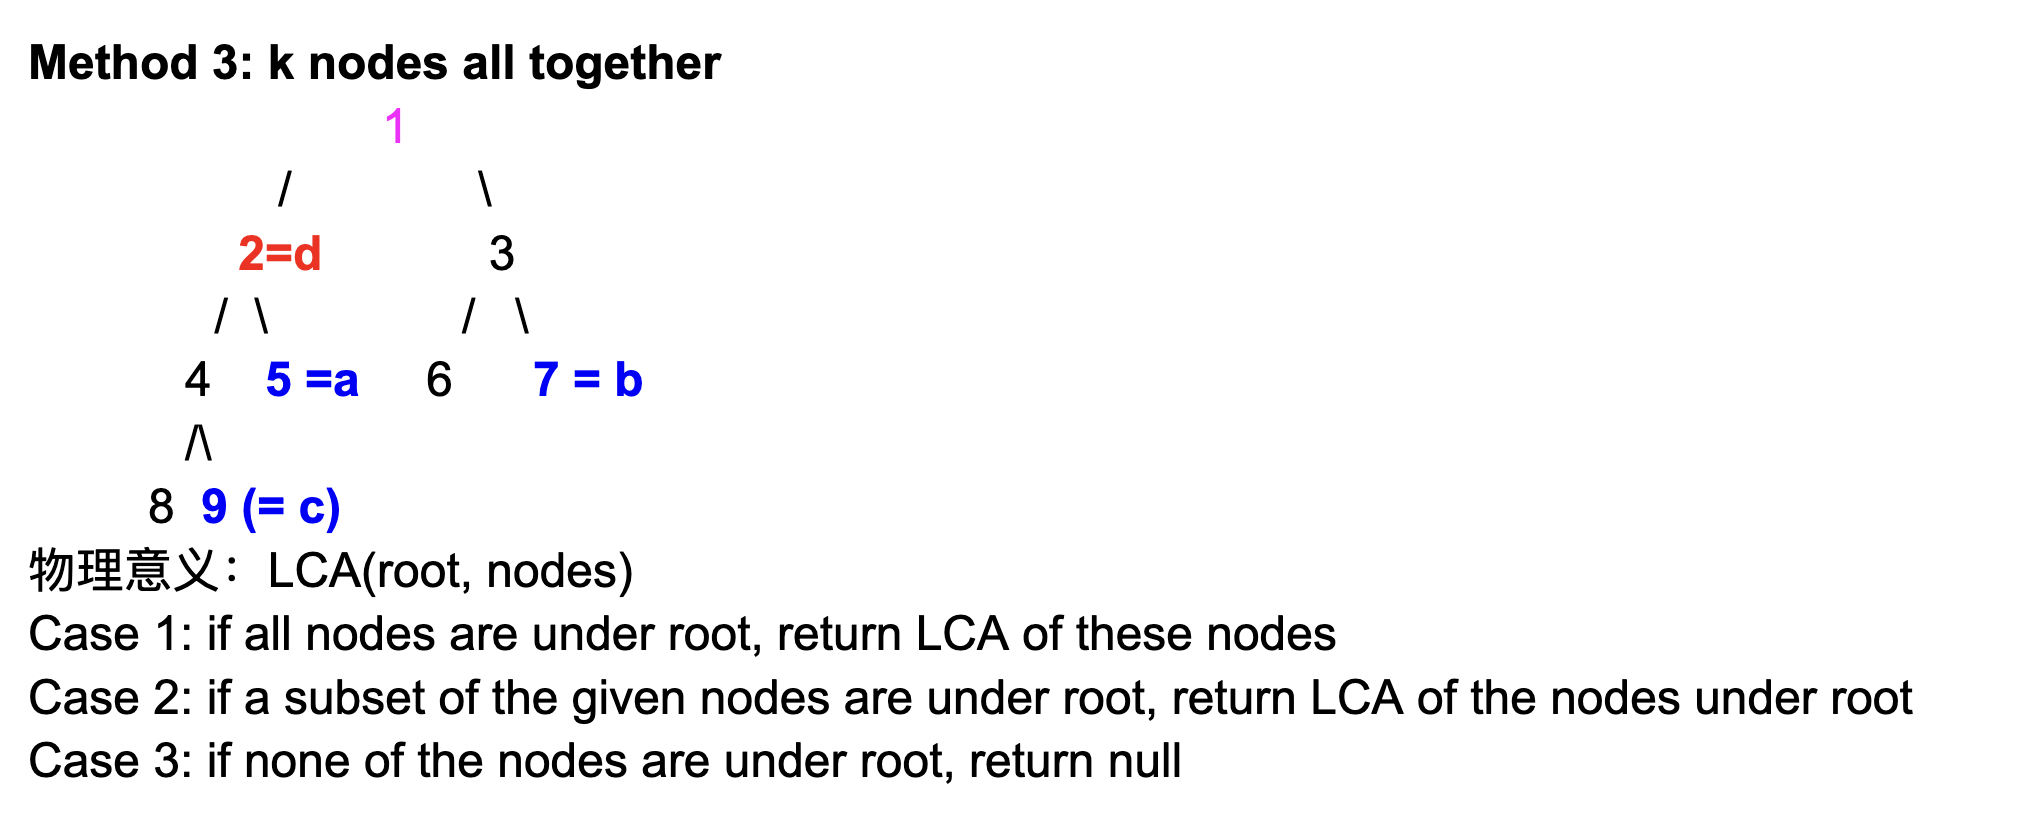 Method 3: k nodes all together
1
/ \
2=d 3
/ \ / \
4 5 =a 6 7 = b
/\
8 9 (= c)
物理意义：LCA(root, nodes)
Case 1: if all nodes are under root, return LCA of these nodes
Case 2: if a subset of the given nodes are under root, return LCA of the nodes under root
Case 3: if none of the nodes are under root, return null